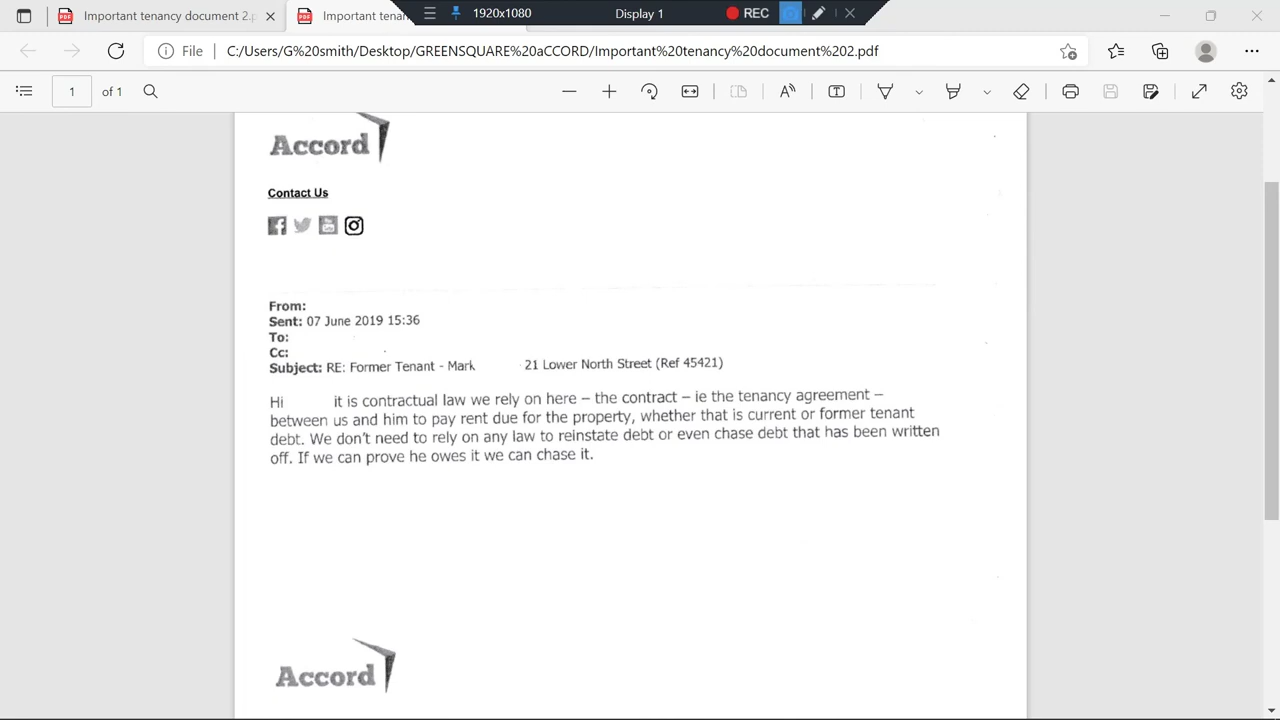 Important tenancy document 2.p
Important tenan
1920x1080
Display 1
REC
File
C:/Users/G%20smith/Desktop/GREENSQUARE%20aCCORD/Important%20tenancy%20document%202.pdf
1 of 1
Accord
Contact Us
From:
Sent: 07 June 2019 15:36
To:
Cc:
Subject: RE: Former Tenant - Mark 21 Lower North Street (Ref 45421)
Hi it is contractual law we rely on here – the contract – ie the tenancy agreement –
between us and him to pay rent due for the property, whether that is current or former tenant
debt. We don't need to rely on any law to reinstate debt or even chase debt that has been written
off. If we can prove he owes it we can chase it.
Accord